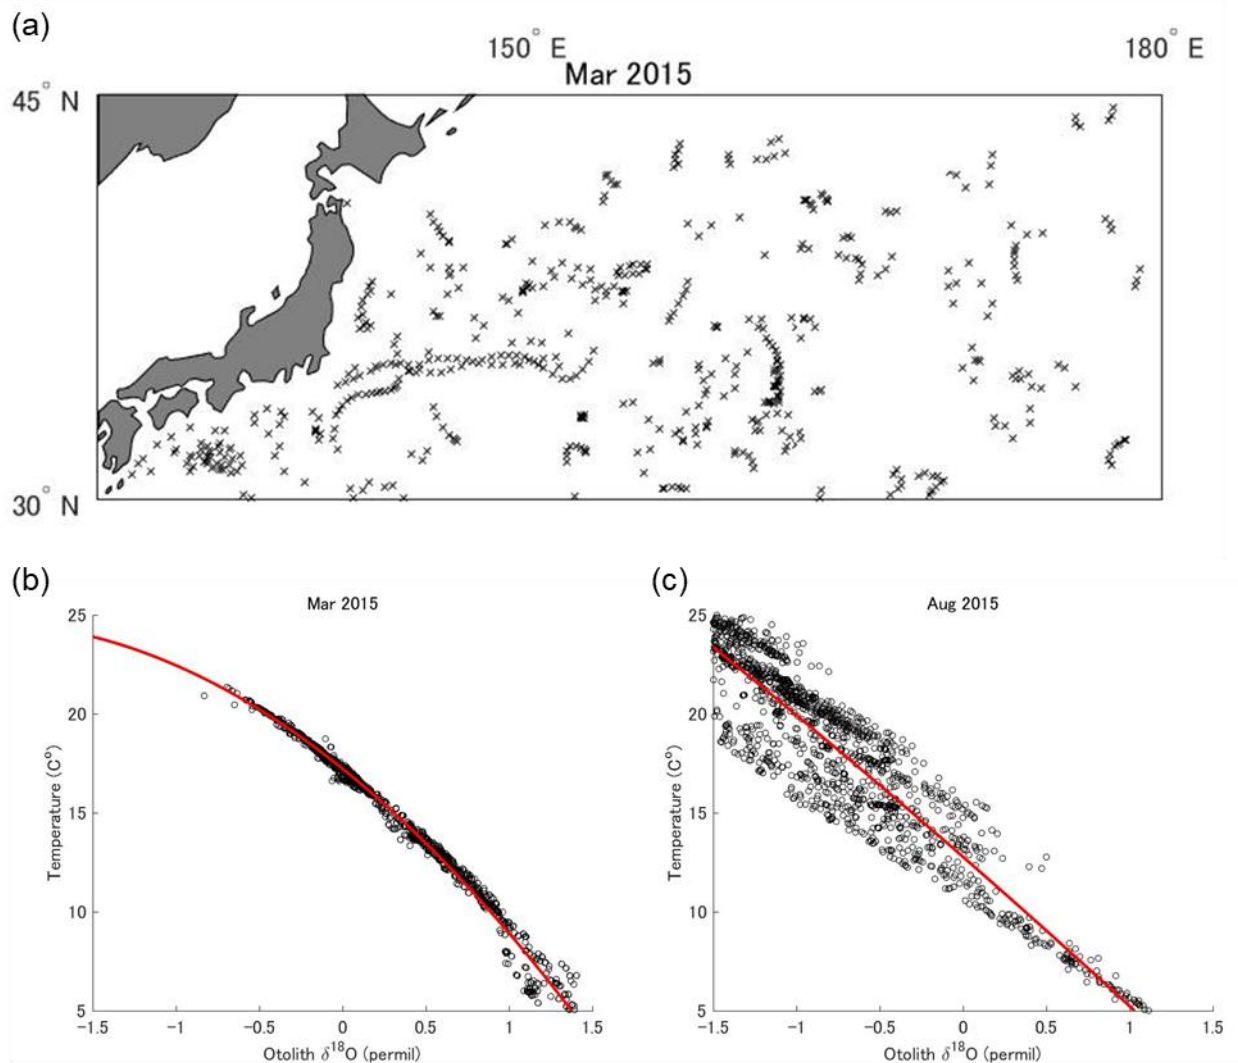 (a)
150° E
180° E
Mar 2015
45° N
30° N
(b)
Mar 2015
25
20
15
10
5
Temperature (C°)
-1.5
-1
-0.5
0
0.5
1
1.5
Otolith δ18O (permil)
(c)
Aug 2015
25
20
15
10
5
Temperature (C°)
-1.5
-1
-0.5
0
0.5
1
1.5
Otolith δ18O (permil)